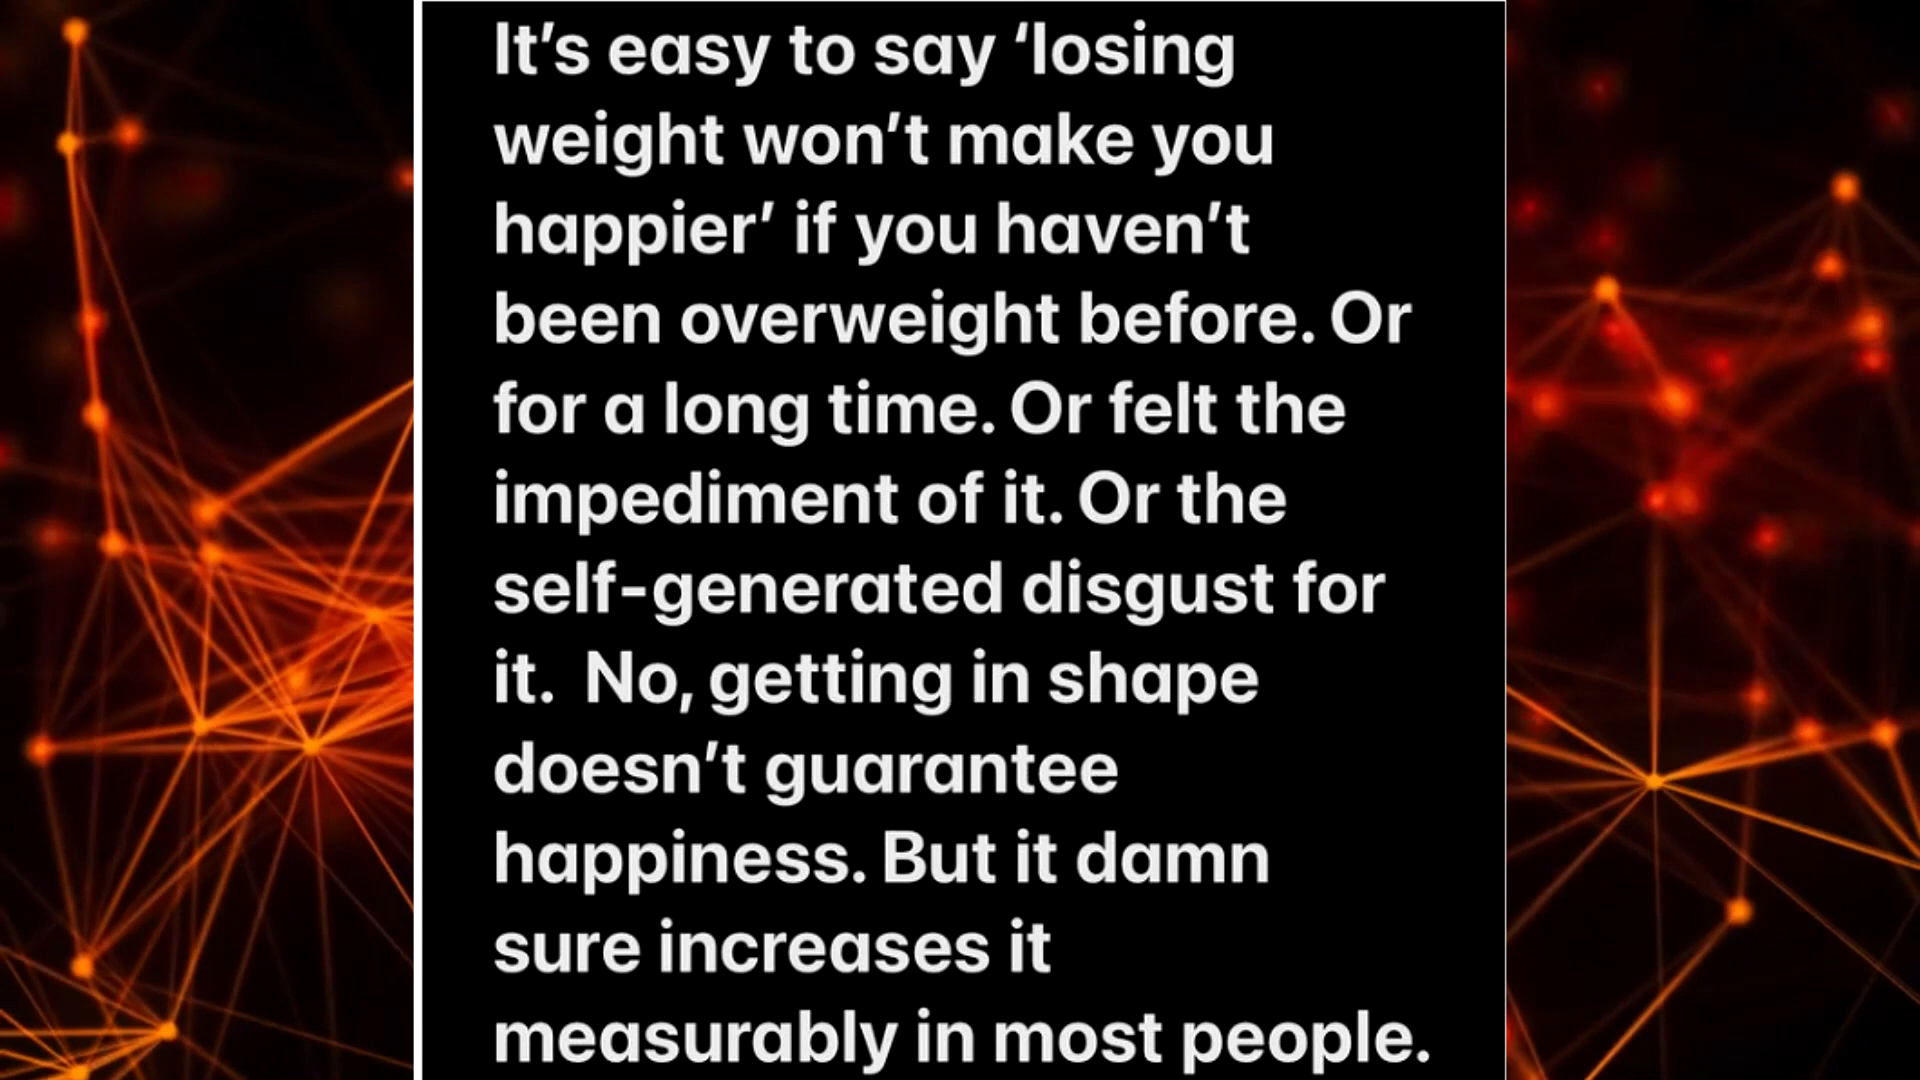 It’s easy to say ‘losing
weight won’t make you
happier’ if you haven’t
been overweight before. Or
for a long time. Or felt the
impediment of it. Or the
self-generated disgust for
it.  No, getting in shape
doesn’t guarantee
happiness. But it damn
sure increases it
measurably in most people.